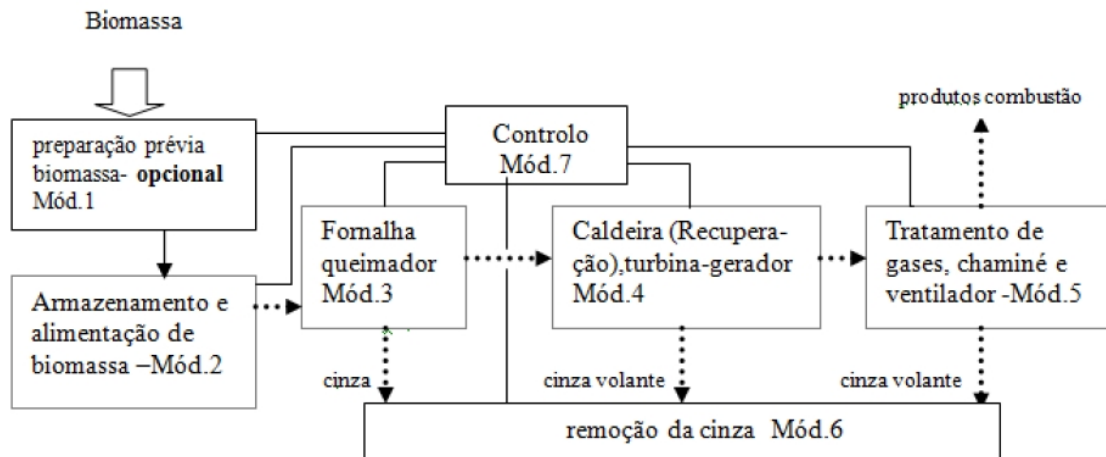 Biomassa
produtos combustão
preparação prévia
biomassa- opcional
Mód.1
Controlo
Mód.7
Fornalha
queimador
Mód.3
Caldeira (Recupera-
ção),turbina-gerador
Mód.4
Tratamento de
gases, chaminé e
ventilador -Mód.5
Armazenamento e
alimentação de
biomassa –Mód.2
cinza
cinza volante
cinza volante
remoção da cinza Mód.6